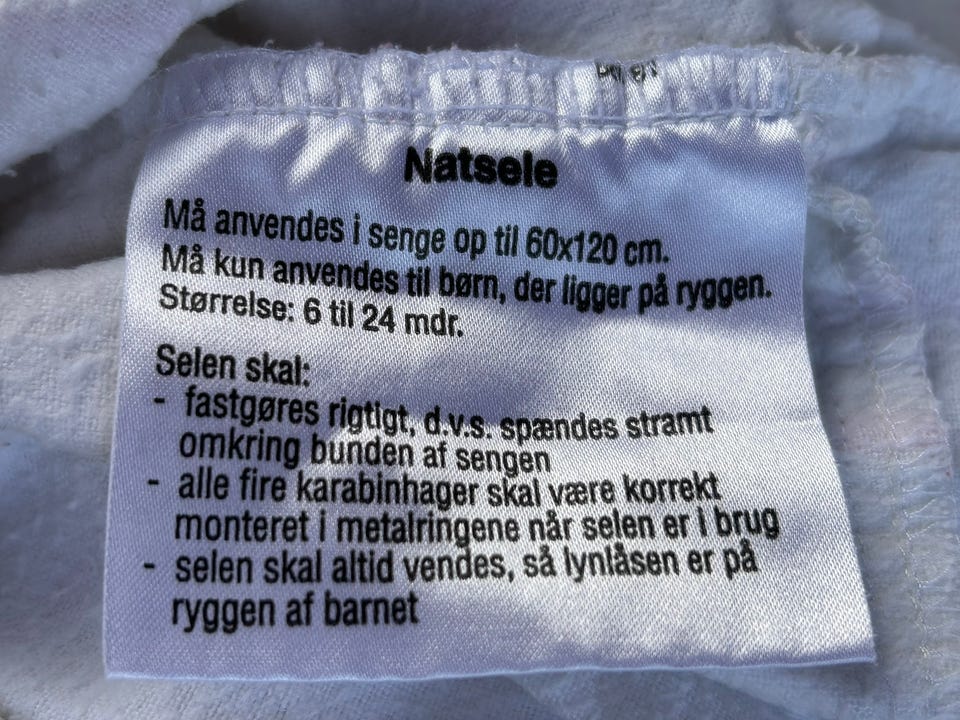 Natsele
Må anvendes i senge op til 60x120 cm.
Må kun anvendes til børn, der ligger på ryggen.
Størrelse: 6 til 24 mdr.
Selen skal:
- fastgøres rigtigt, d.v.s. spændes stramt
omkring bunden af sengen
- alle fire karabinhager skal være korrekt
monteret i metalringene når selen er i brug
- selen skal altid vendes, så lynlåsen er på
ryggen af barnet